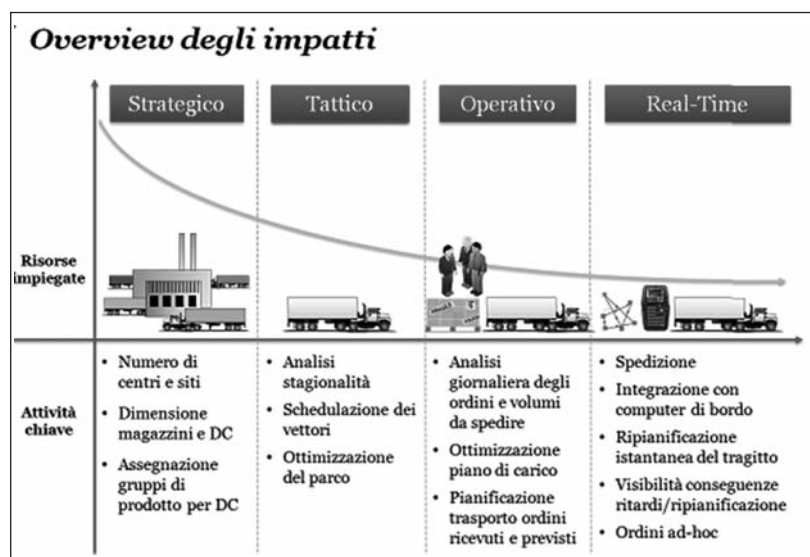 Overview degli impatti
Strategico
Tattico
Operativo
Real-Time
Risorse
impiegate
Attività
chiave
• Numero di
centri e siti
• Dimensione
magazzini e DC
• Assegnazione
gruppi di
prodotto per DC
• Analisi
stagionalità
• Schedulazione dei
vettori
• Ottimizzazione
del parco
• Analisi
giornaliera degli
ordini e volumi
da spedire
• Ottimizzazione
piano di carico
• Pianificazione
trasporto ordini
ricevuti e previsti
• Spedizione
• Integrazione con
computer di bordo
• Ripianificazione
istantanea del tragitto
• Visibilità conseguenze
ritardi/ripianificazione
• Ordini ad-hoc